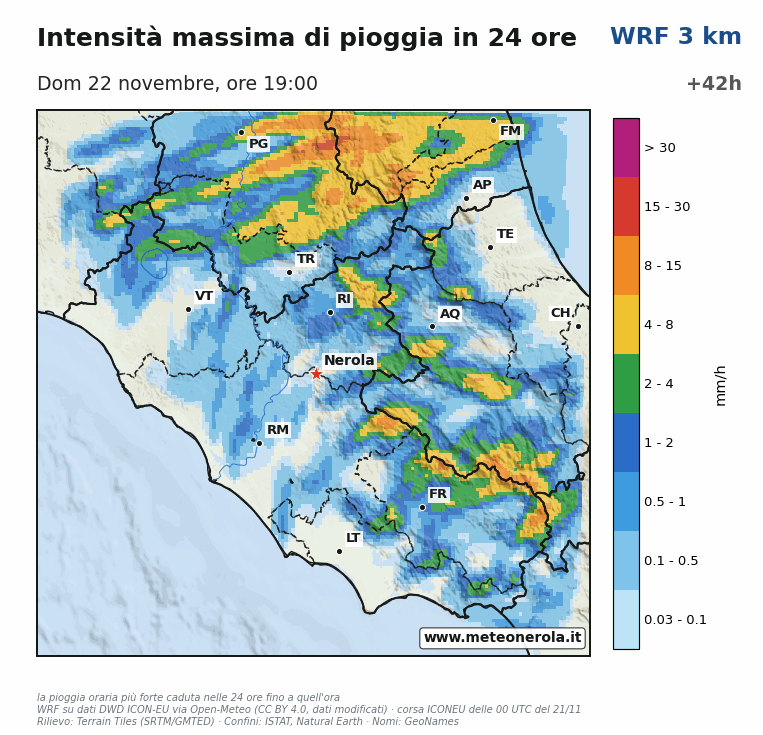 Intensità massima di pioggia in 24 ore WRF 3 km
Dom 22 novembre, ore 19:00 +42h
FM
PG
AP
TE
TR
VT
RI
AQ
CH
Nerola
RM
FR
LT
www.meteonerola.it
> 30
15 - 30
8 - 15
4 - 8
2 - 4
1 - 2
0.5 - 1
0.1 - 0.5
0.03 - 0.1
mm/h
la pioggia oraria più forte caduta nelle 24 ore fino a quell'ora
WRF su dati DWD ICON-EU via Open-Meteo (CC BY 4.0, dati modificati) · corsa ICONEU delle 00 UTC del 21/11
Rilievo: Terrain Tiles (SRTM/GMTED) · Confini: ISTAT, Natural Earth · Nomi: GeoNames